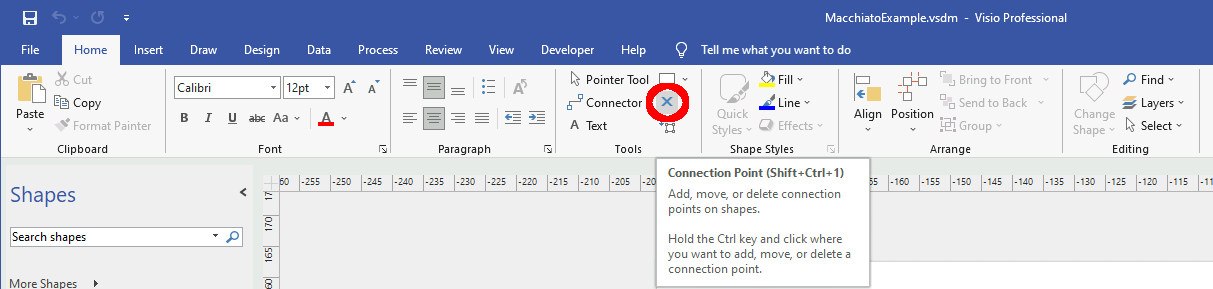 MacchiatoExample.vsdm - Visio Professional
File Home Insert Draw Design Data Process Review View Developer Help Tell me what you want to do
Paste
Cut
Copy
Format Painter
Clipboard
Calibri 12pt A A
B I U abc Aa A
Font
Paragraph
Pointer Tool
Connector
A Text
Tools
Quick
Styles
Fill
Line
Effects
Shape Styles
Align
Position
Bring to Front
Send to Back
Group
Arrange
Change
Shape
Find
Layers
Select
Editing
Shapes
Search shapes
More Shapes
60 -255 -250 -245 -240 -235 -230 -225 -220 -215 -210 -205 -20 -160 -155 -150 -145 -140 -135 -130 -125 -120 -115 -11
17
170
165
60
Connection Point (Shift+Ctrl+1)
Add, move, or delete connection
points on shapes.
Hold the Ctrl key and click where
you want to add, move, or delete a
connection point.